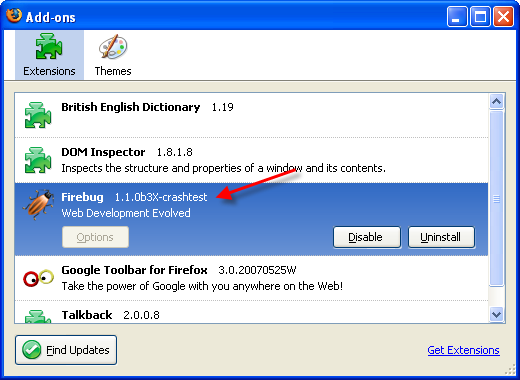 Add-ons
Extensions
Themes
British English Dictionary 1.19
DOM Inspector 1.8.1.8
Inspects the structure and properties of a window and its contents.
Firebug 1.1.0b3X-crashtest
Web Development Evolved
Options
Disable
Uninstall
Google Toolbar for Firefox 3.0.20070525W
Take the power of Google with you anywhere on the Web!
Talkback 2.0.0.8
Find Updates
Get Extensions